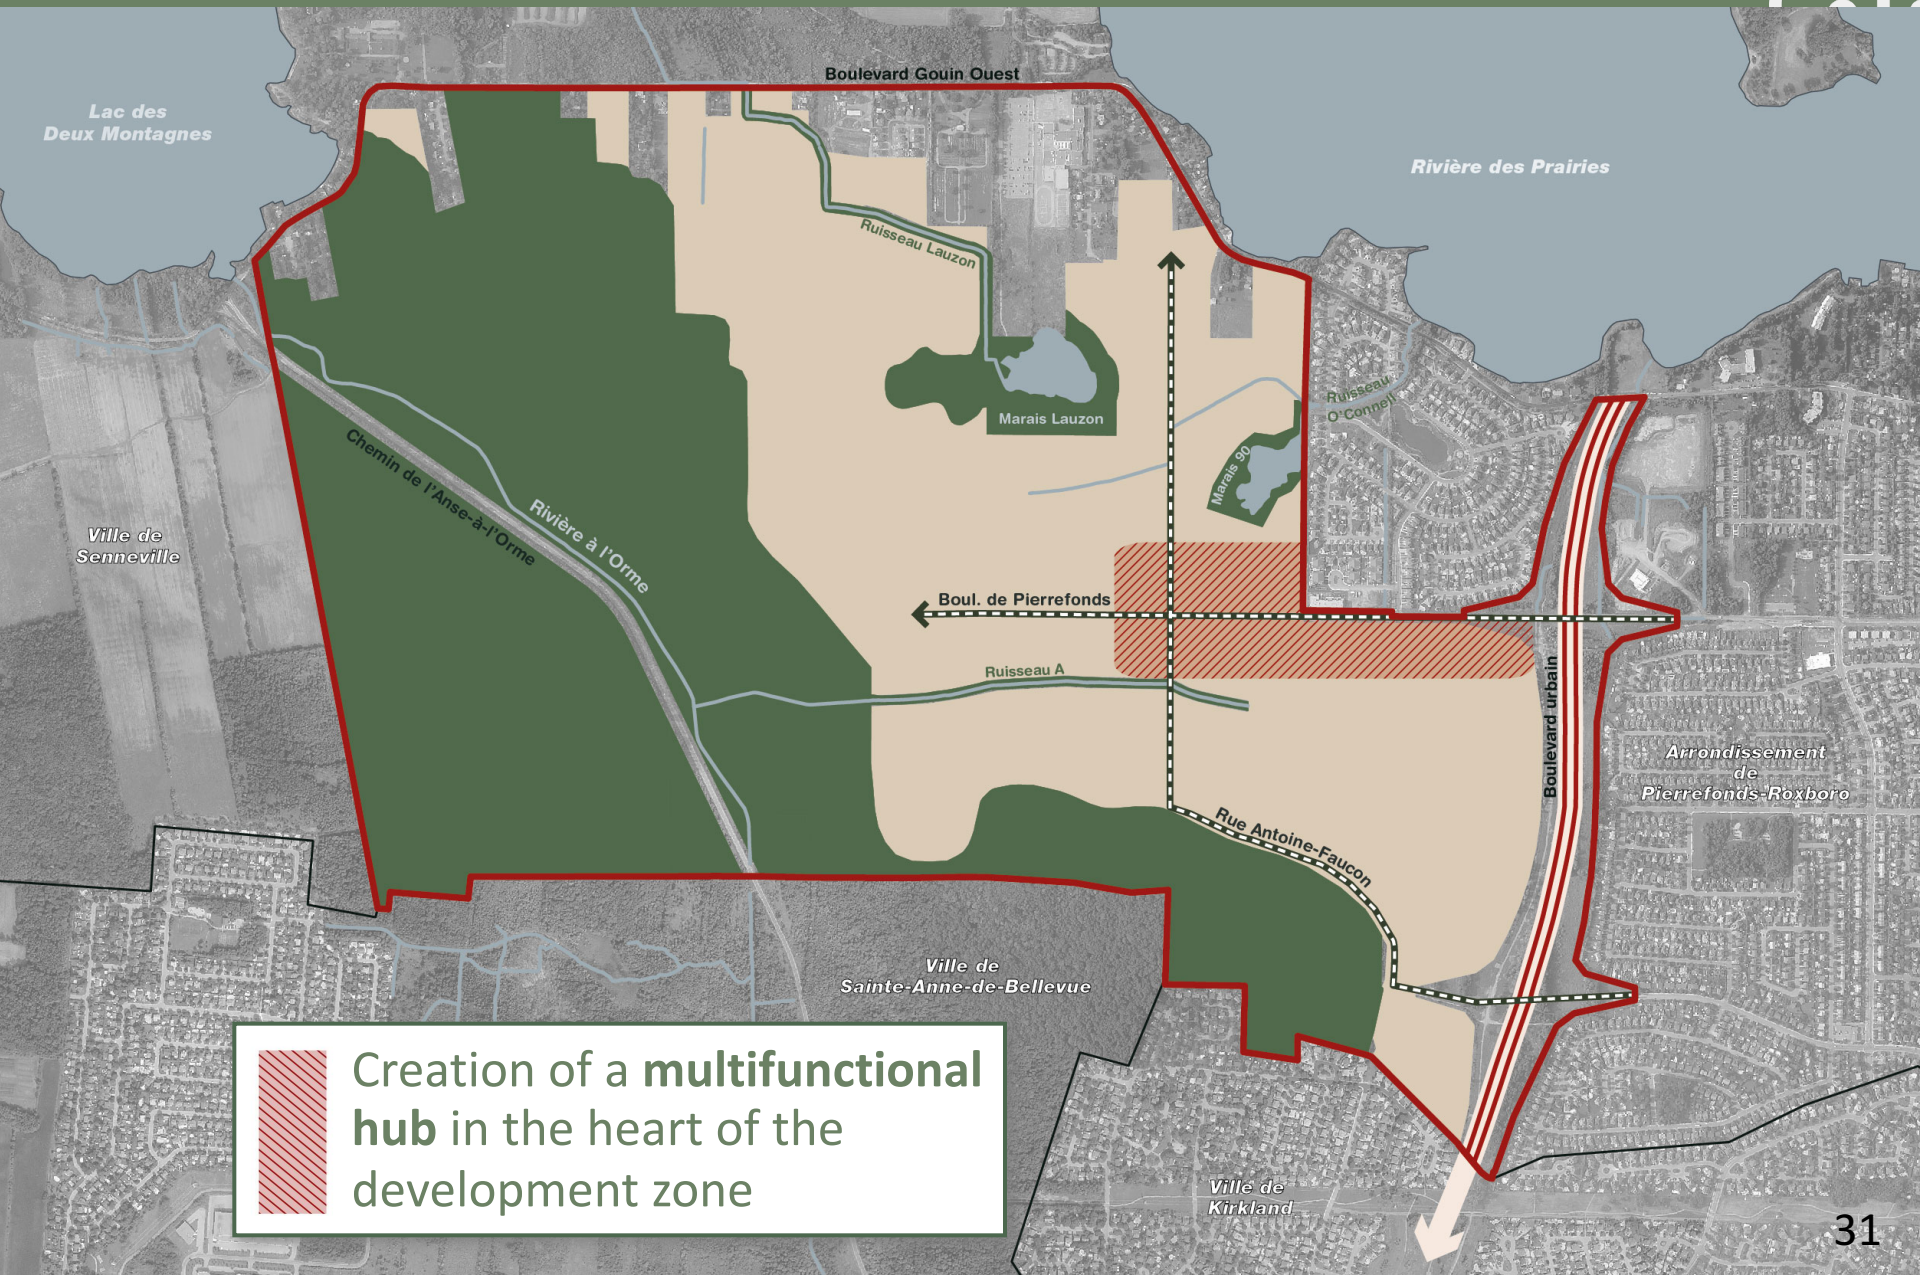 Boulevard Gouin Ouest
Lac des
Deux Montagnes
Rivière des Prairies
Ruisseau Lauzon
Marais Lauzon
Ruisseau
O'Connell
Marais 90
Chemin de l'Anse-à-l'Orme
Rivière à l'Orme
Ville de
Senneville
Boul. de Pierrefonds
Ruisseau A
Boulevard urbain
Arrondissement
de
Pierrefonds-Roxboro
Rue Antoine-Faucon
Ville de
Sainte-Anne-de-Bellevue
Creation of a multifunctional
hub in the heart of the
development zone
Ville de
Kirkland
31